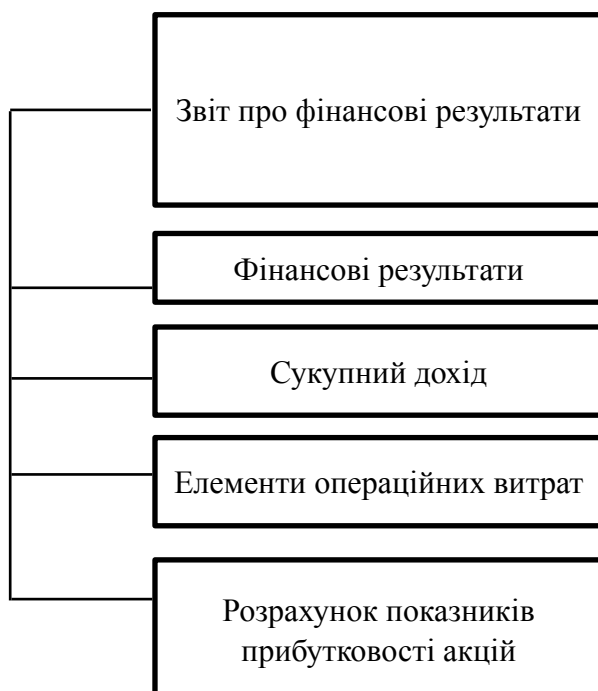 Звіт про фінансові результати
Фінансові результати
Сукупний дохід
Елементи операційних витрат
Розрахунок показників
прибутковості акцій